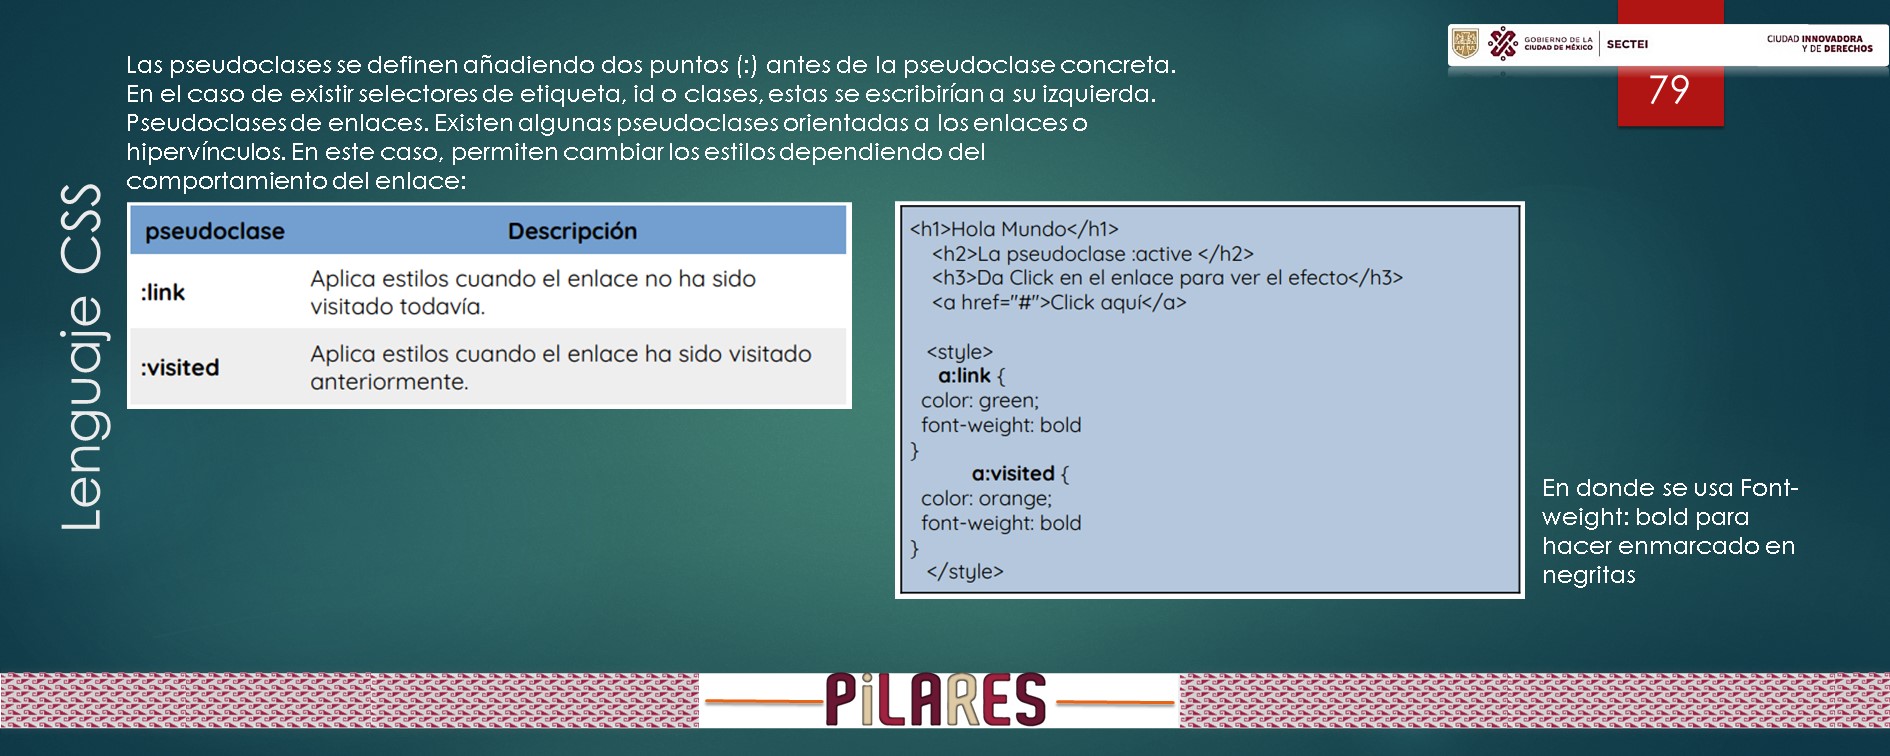 GOBIERNO DE LA
CIUDAD DE MÉXICO
SECTEI
CIUDAD INNOVADORA
Y DE DERECHOS
79
Lenguaje CSS
Las pseudoclases se definen añadiendo dos puntos (:) antes de la pseudoclase concreta.
En el caso de existir selectores de etiqueta, id o clases, estas se escribirían a su izquierda.
Pseudoclases de enlaces. Existen algunas pseudoclases orientadas a los enlaces o
hipervínculos. En este caso, permiten cambiar los estilos dependiendo del
comportamiento del enlace:
pseudoclase Descripción
:link Aplica estilos cuando el enlace no ha sido
visitado todavía.
:visited Aplica estilos cuando el enlace ha sido visitado
anteriormente.
<h1>Hola Mundo</h1>
<h2>La pseudoclase :active </h2>
<h3>Da Click en el enlace para ver el efecto</h3>
<a href="#">Click aquí</a>
<style>
a:link {
color: green;
font-weight: bold
}
a:visited {
color: orange;
font-weight: bold
}
</style>
En donde se usa Font-
weight: bold para
hacer enmarcado en
negritas
PiLARES